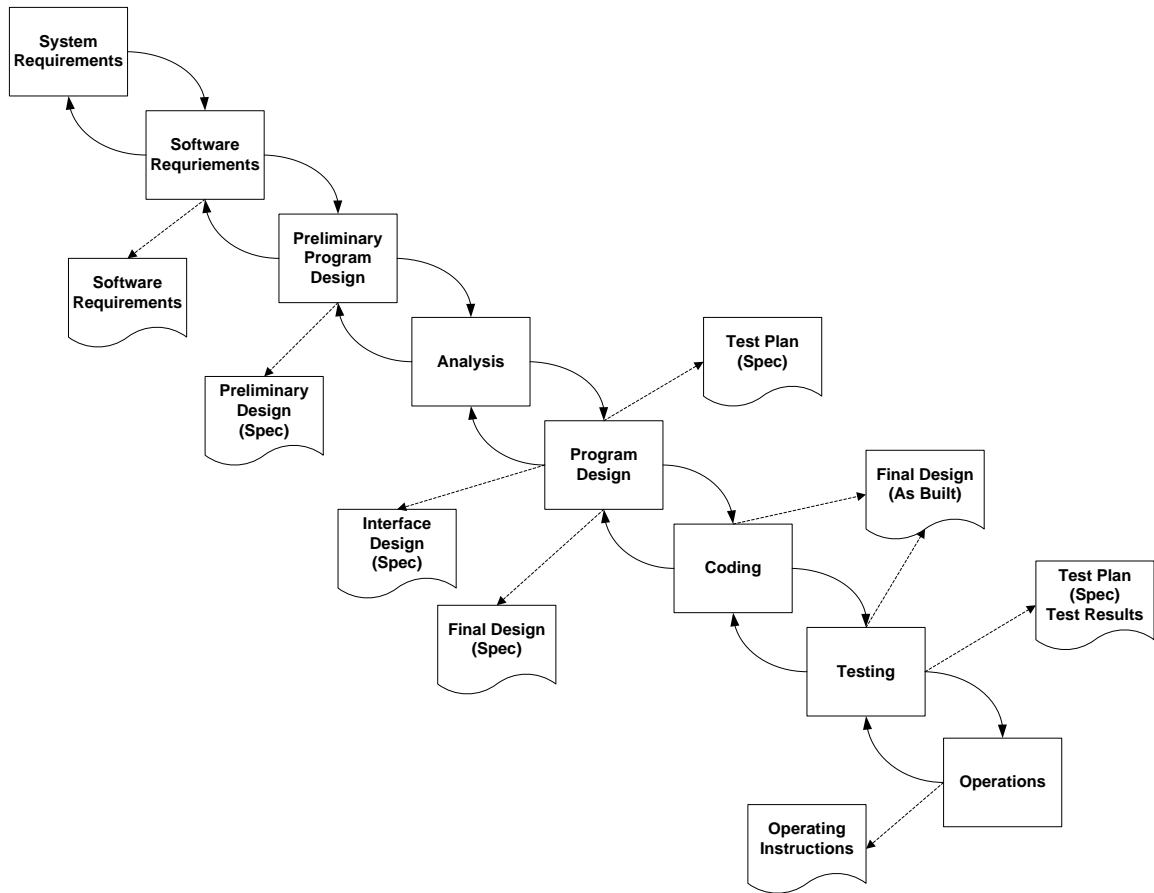 System
Requirements
Software
Requriements
Software
Requirements
Preliminary
Program
Design
Preliminary
Design
(Spec)
Analysis
Test Plan
(Spec)
Program
Design
Interface
Design
(Spec)
Final Design
(Spec)
Final Design
(As Built)
Coding
Test Plan
(Spec)
Test Results
Testing
Operations
Operating
Instructions